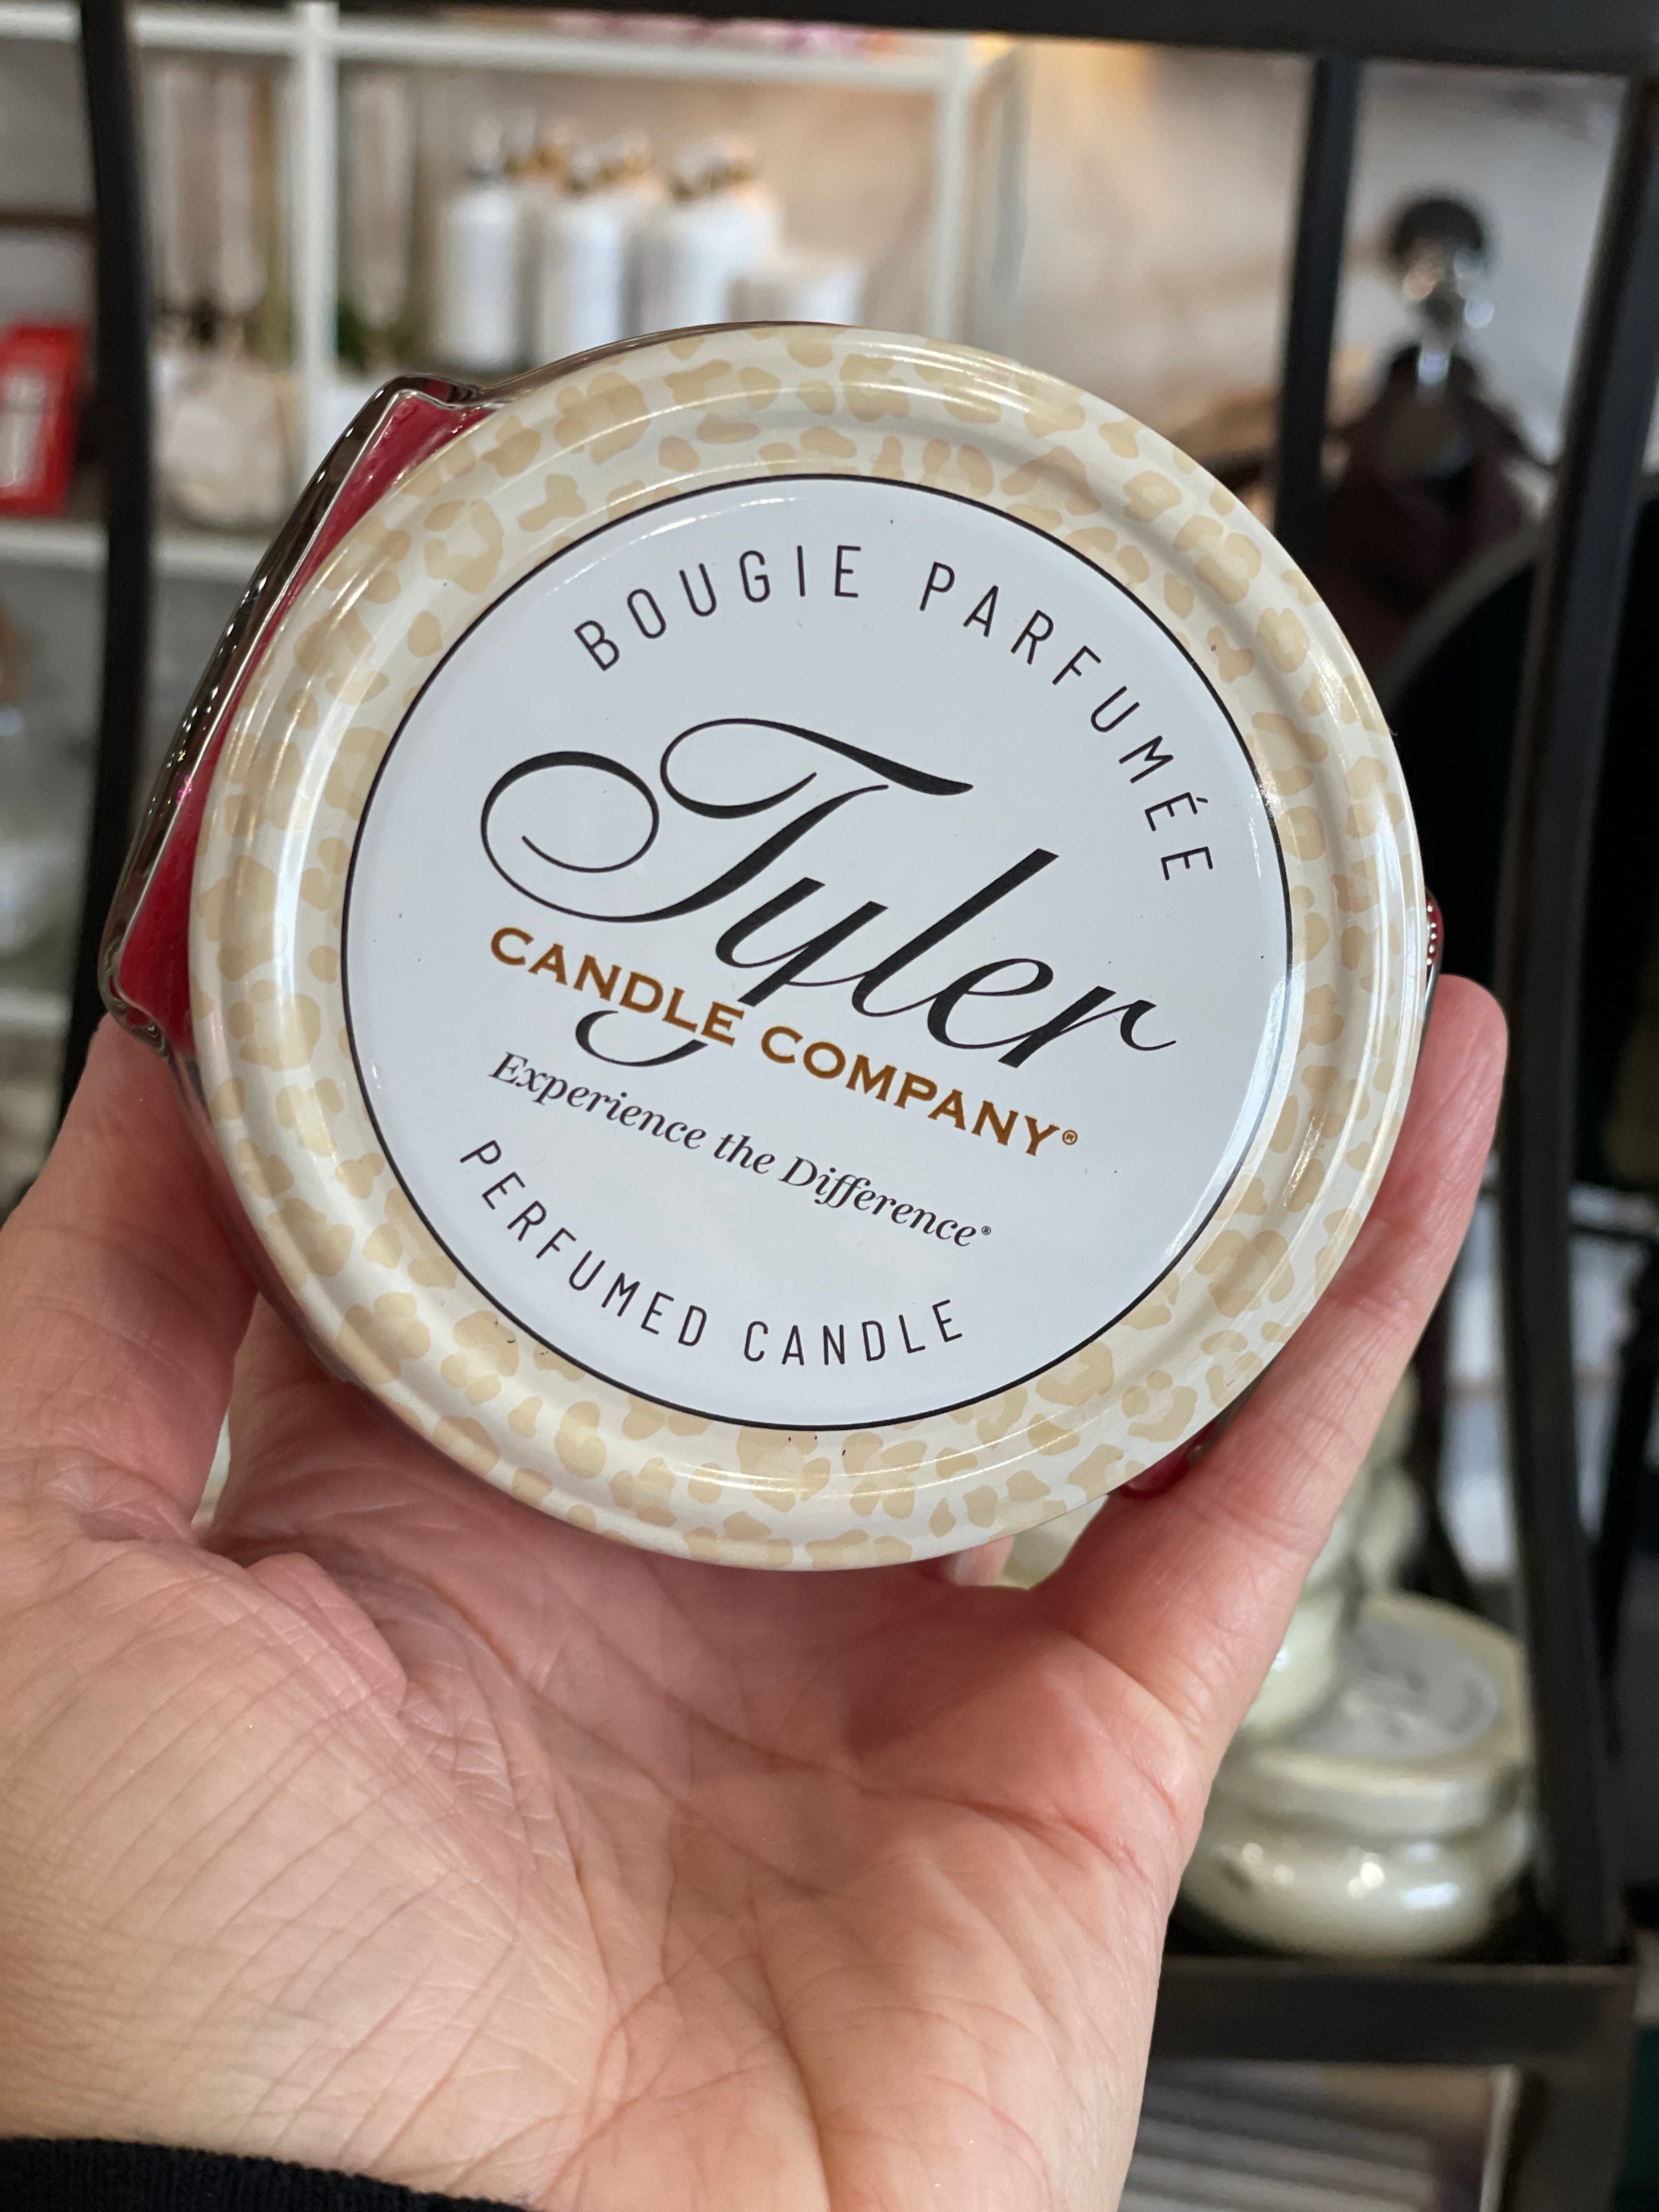 BOUGIE PARFUMÉE
Tyler
CANDLE COMPANY®
Experience the Difference®
PERFUMED CANDLE